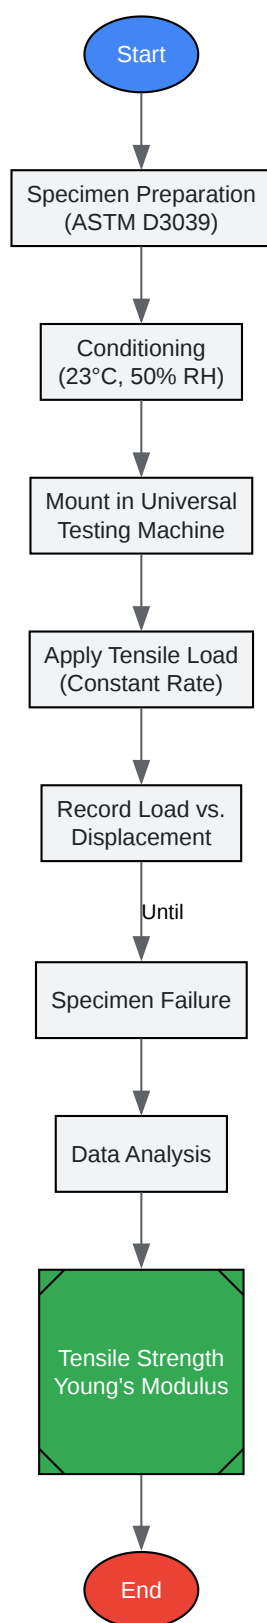 Start
Specimen Preparation
(ASTM D3039)
Conditioning
(23°C, 50% RH)
Mount in Universal
Testing Machine
Apply Tensile Load
(Constant Rate)
Record Load vs.
Displacement
Until
Specimen Failure
Data Analysis
Tensile Strength
Young's Modulus
End